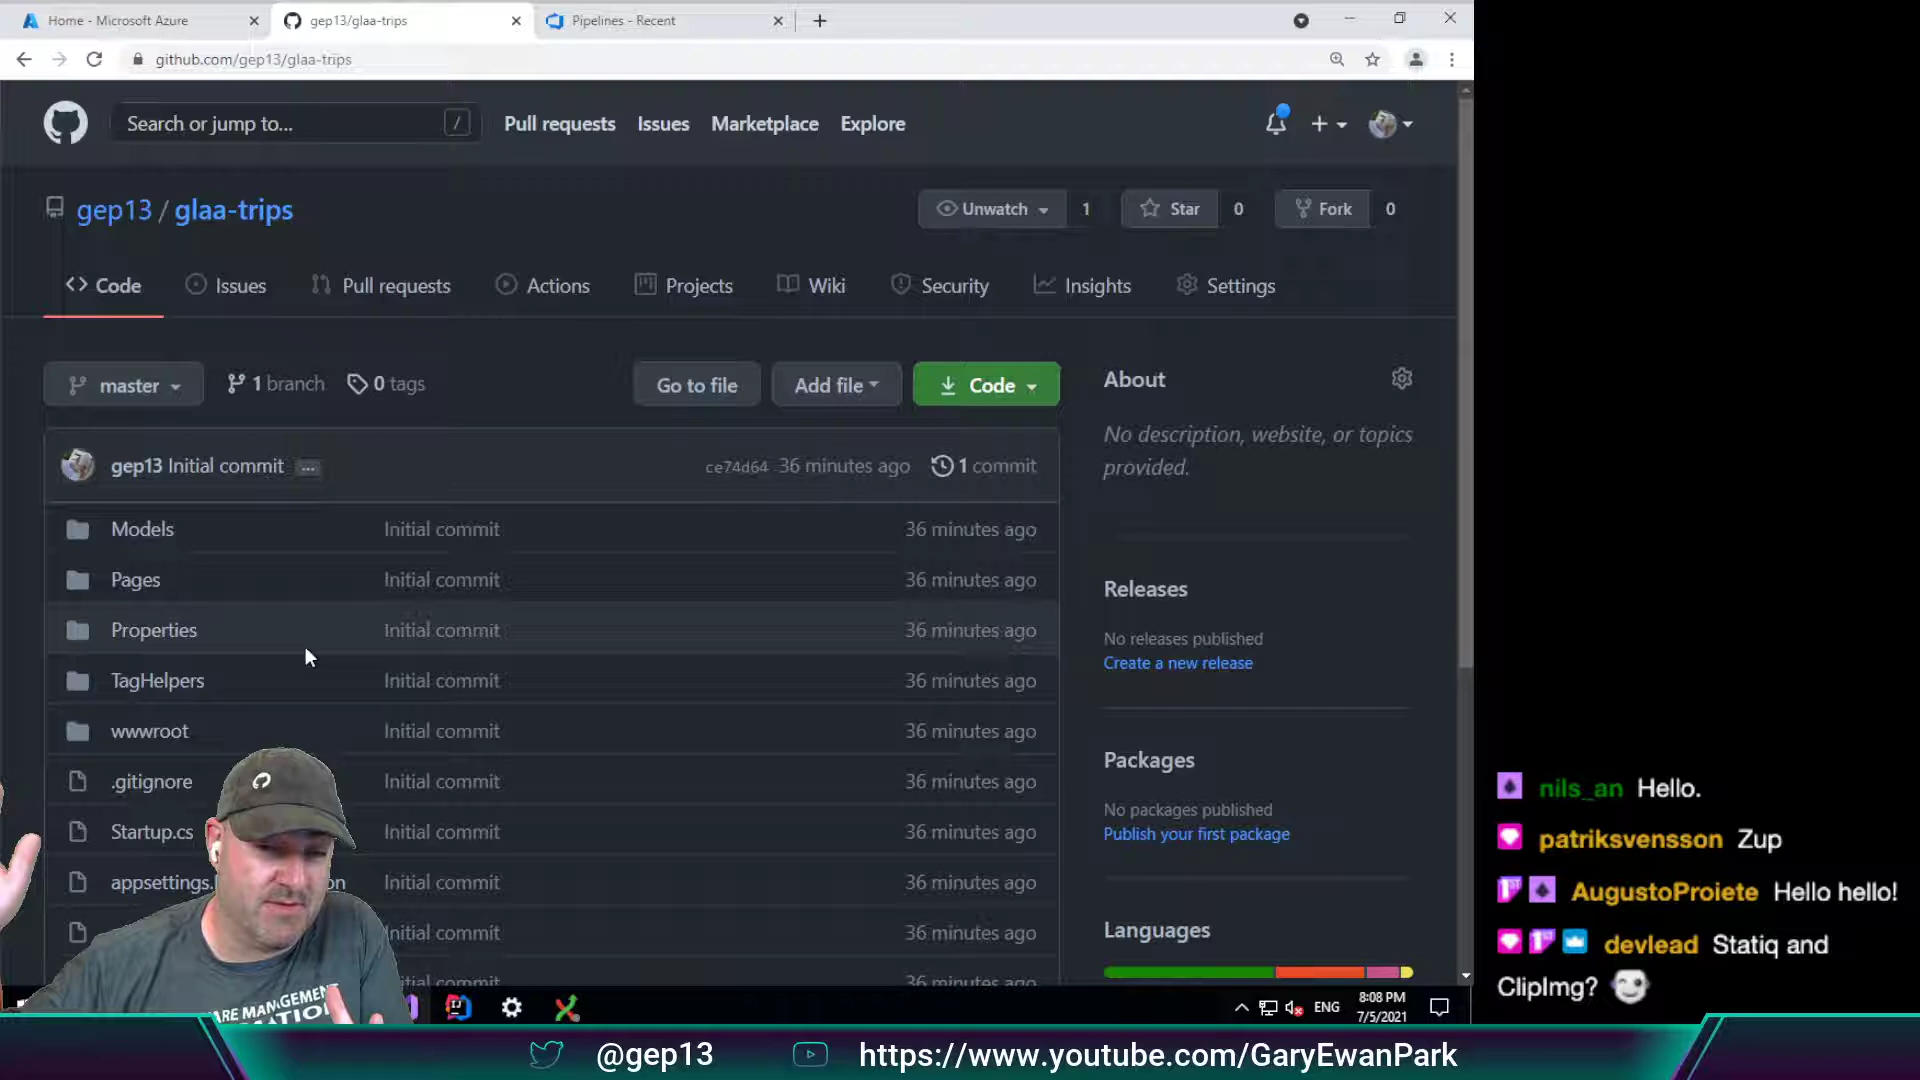 Home - Microsoft Azure
gep13/glaa-trips
Pipelines - Recent
github.com/gep13/glaa-trips
Search or jump to...
/
Pull requests
Issues
Marketplace
Explore
gep13 / glaa-trips
Unwatch 1
Star 0
Fork 0
Code
Issues
Pull requests
Actions
Projects
Wiki
Security
Insights
Settings
master
1 branch
0 tags
Go to file
Add file
Code
gep13 Initial commit ...
ce74d64 36 minutes ago
1 commit
Models Initial commit 36 minutes ago
Pages Initial commit 36 minutes ago
Properties Initial commit 36 minutes ago
TagHelpers Initial commit 36 minutes ago
wwwroot Initial commit 36 minutes ago
.gitignore Initial commit 36 minutes ago
Startup.cs Initial commit 36 minutes ago
appsettings. on Initial commit 36 minutes ago
Initial commit 36 minutes ago
About
No description, website, or topics
provided.
Releases
No releases published
Create a new release
Packages
No packages published
Publish your first package
Languages
nils_an Hello.
patriksvensson Zup
AugustoProiete Hello hello!
devlead Statiq and
ClipImg?
ARE MANAGEMENT
ENG
8:08 PM
7/5/2021
@gep13
https://www.youtube.com/GaryEwanPark